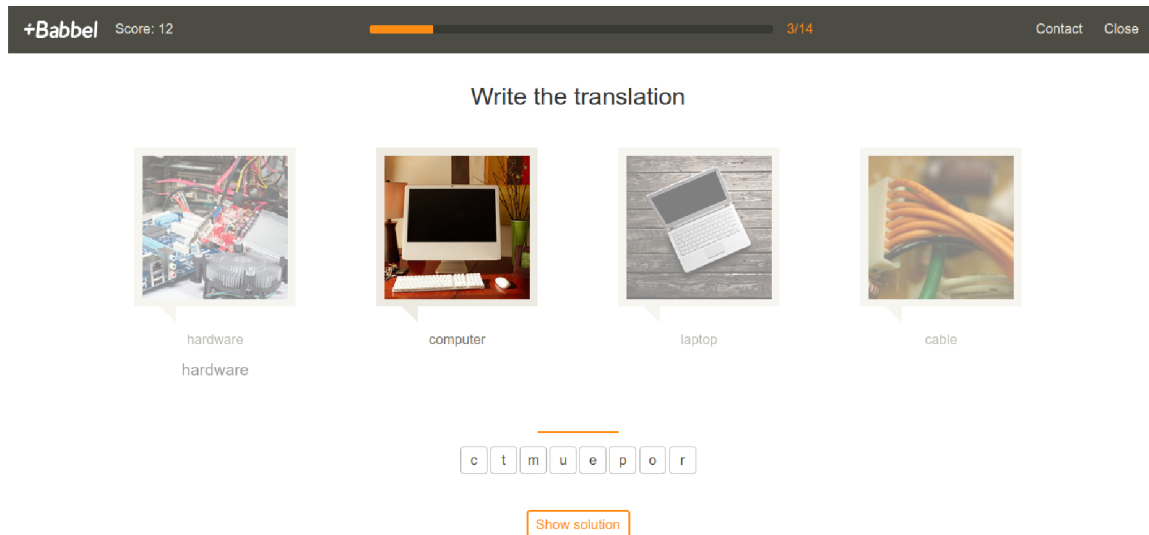 +Babbel Score: 12 3/14 Contact Close
Write the translation
hardware computer laptop cable
hardware
c t m u e p o r
Show solution